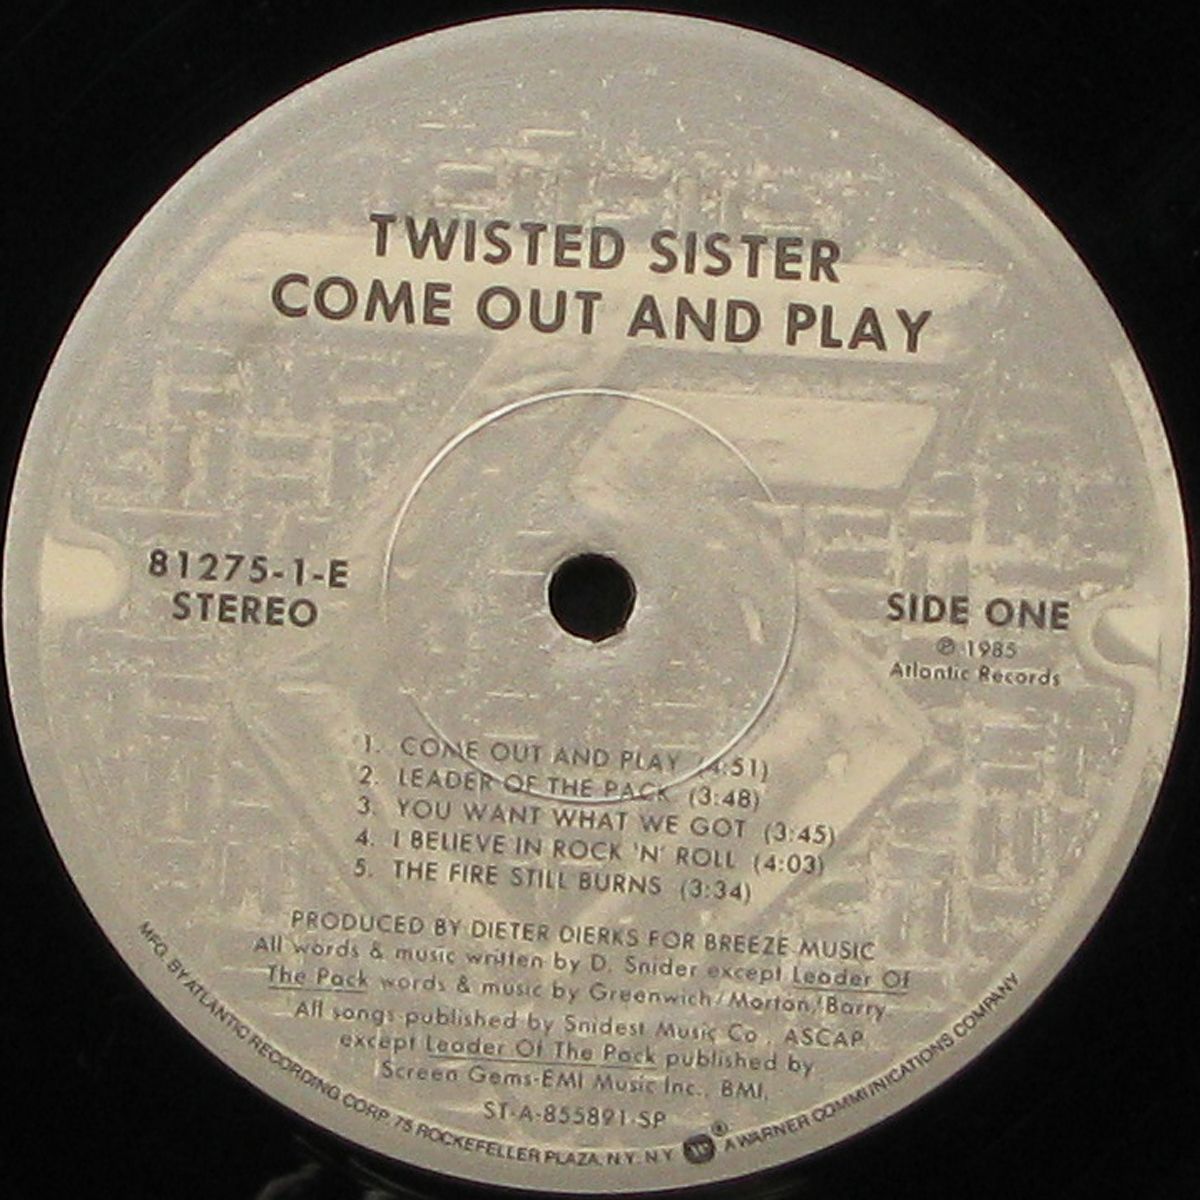 TWISTED SISTER
COME OUT AND PLAY
81275-1-E
STEREO
SIDE ONE
℗ 1985
Atlantic Records
1. COME OUT AND PLAY (4:51)
2. LEADER OF THE PACK (3:48)
3. YOU WANT WHAT WE GOT (3:45)
4. I BELIEVE IN ROCK 'N' ROLL (4:03)
5. THE FIRE STILL BURNS (3:34)
PRODUCED BY DIETER DIERKS FOR BREEZE MUSIC
All words & music written by D. Snider except Leader Of
The Pack words & music by Greenwich/Morton/Barry
All songs published by Snidest Music Co., ASCAP
except Leader Of The Pack published by
Screen Gems-EMI Music Inc., BMI.
ST-A-855891-SP
MFG. BY ATLANTIC RECORDING CORP. 75 ROCKEFELLER PLAZA, N.Y. N.Y. ® A WARNER COMMUNICATIONS COMPANY